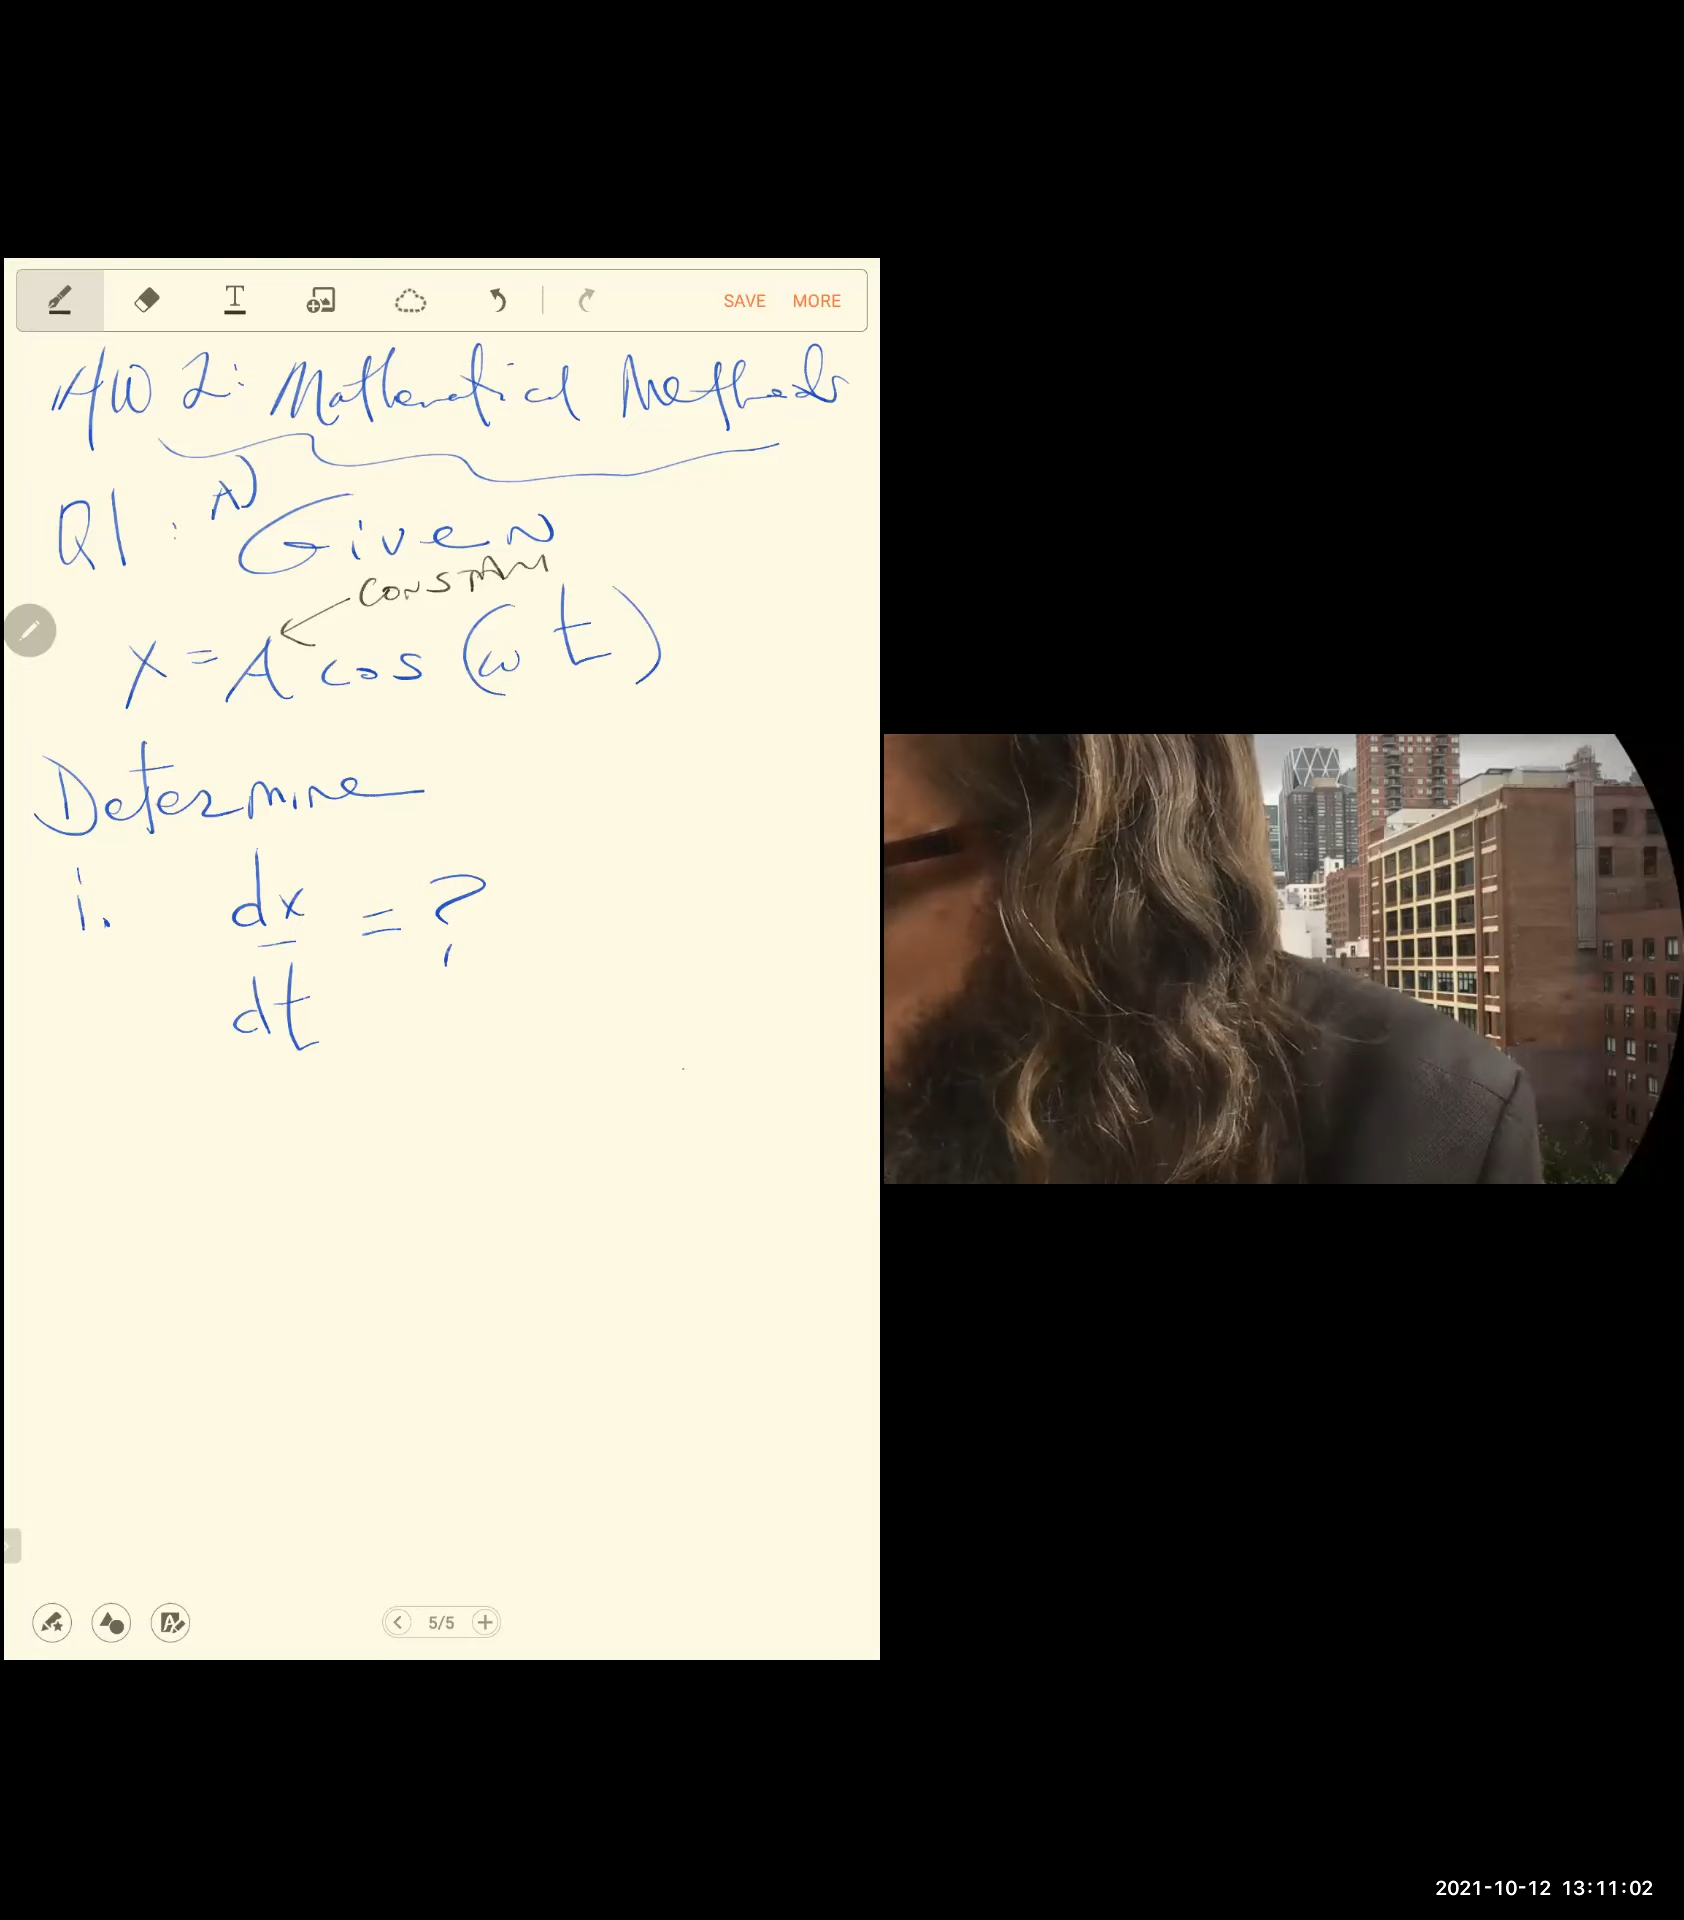 T SAVE MORE
HW 2: Mathematical Methods
Q1: A) Given
CONSTANT
x = A cos (ω t)
Determine
i. dx = ?
dt
5/5
2021-10-12 13:11:02